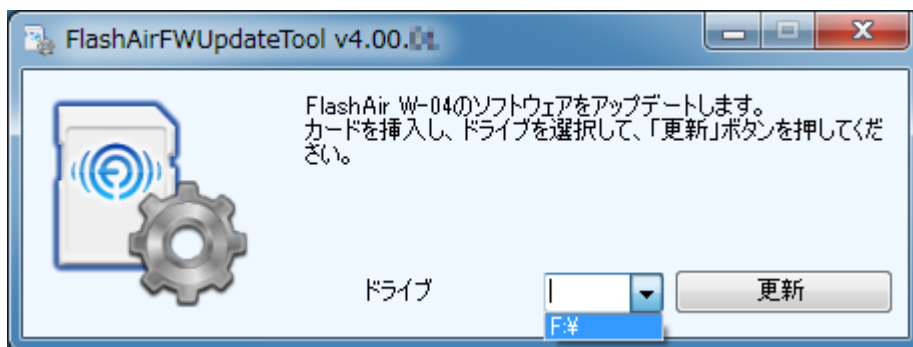 FlashAirFWUpdateTool v4.00.
FlashAir W-04のソフトウェアをアップデートします。
カードを挿入し、ドライブを選択して、「更新」ボタンを押してくだ
さい。
ドライブ
更新
F:¥